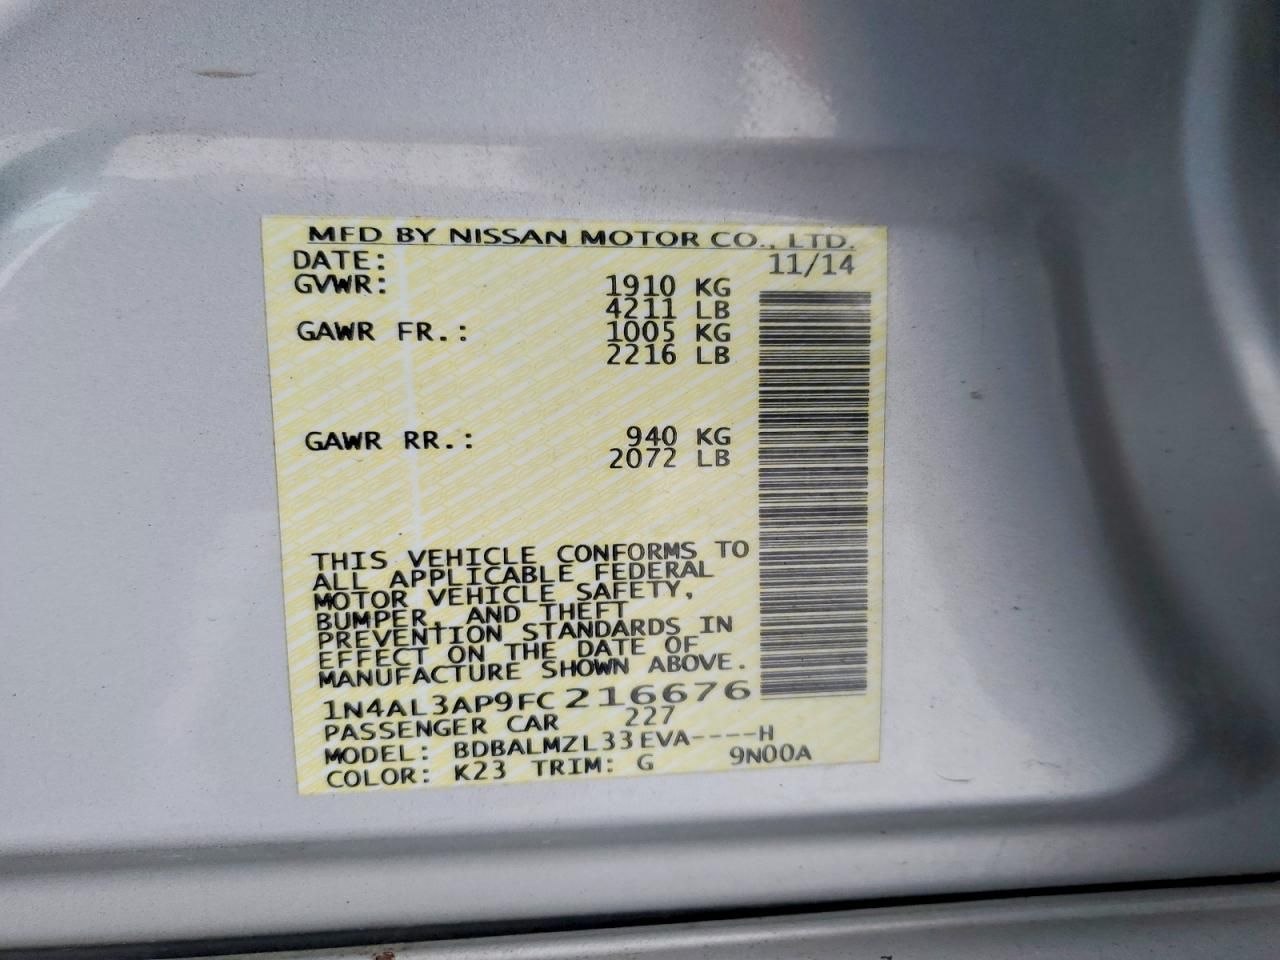 MFD BY NISSAN MOTOR CO., LTD.
DATE: 11/14
GVWR: 1910 KG
4211 LB
GAWR FR.: 1005 KG
2216 LB
GAWR RR.: 940 KG
2072 LB
THIS VEHICLE CONFORMS TO
ALL APPLICABLE FEDERAL
MOTOR VEHICLE SAFETY,
BUMPER, AND THEFT
PREVENTION STANDARDS IN
EFFECT ON THE DATE OF
MANUFACTURE SHOWN ABOVE.
1N4AL3AP9FC216676
PASSENGER CAR 227
MODEL: BDBALMZL33EVA----H
COLOR: K23 TRIM: G 9N00A